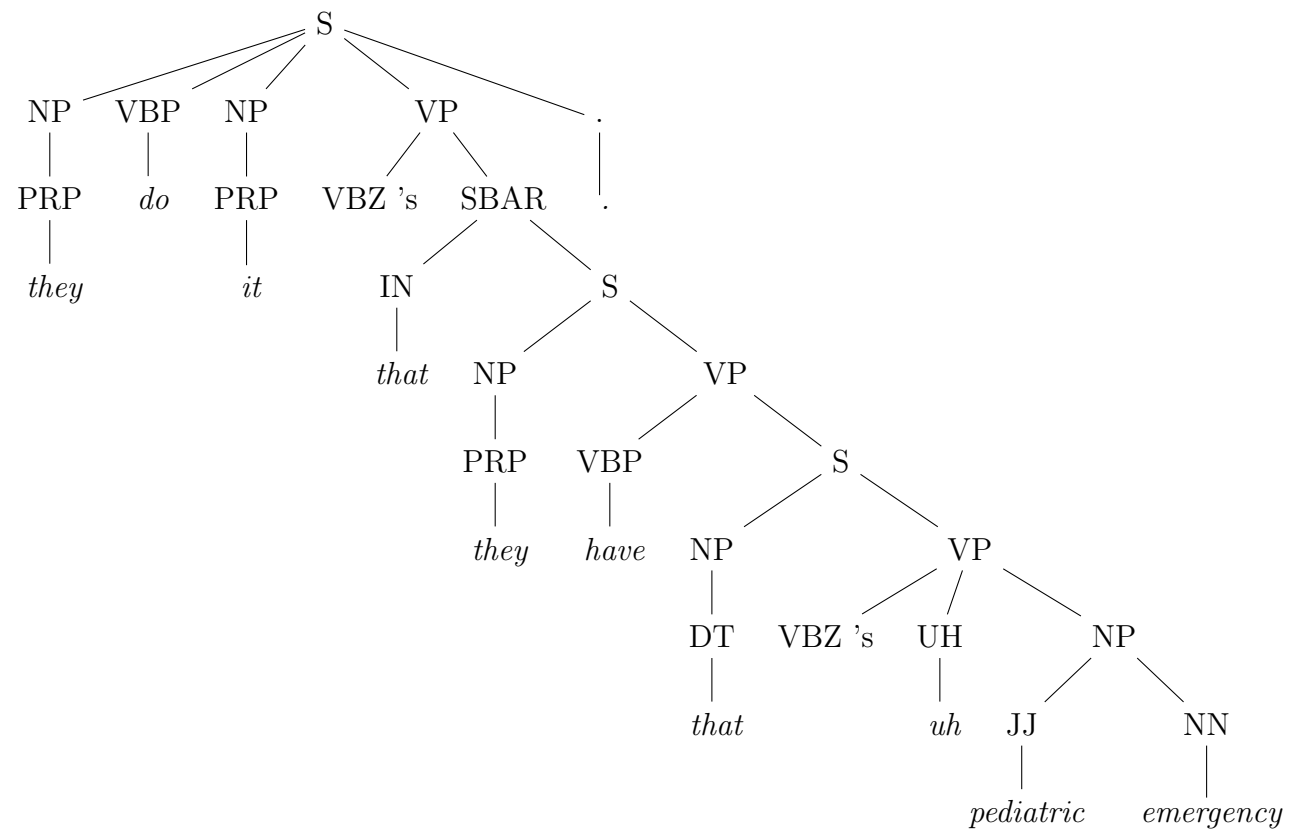 S
NP VBP NP VP .
PRP do PRP VBZ 's SBAR .
they it IN S
that NP VP
PRP VBP S
they have NP VP
DT VBZ 's UH NP
that uh JJ NN
pediatric emergency